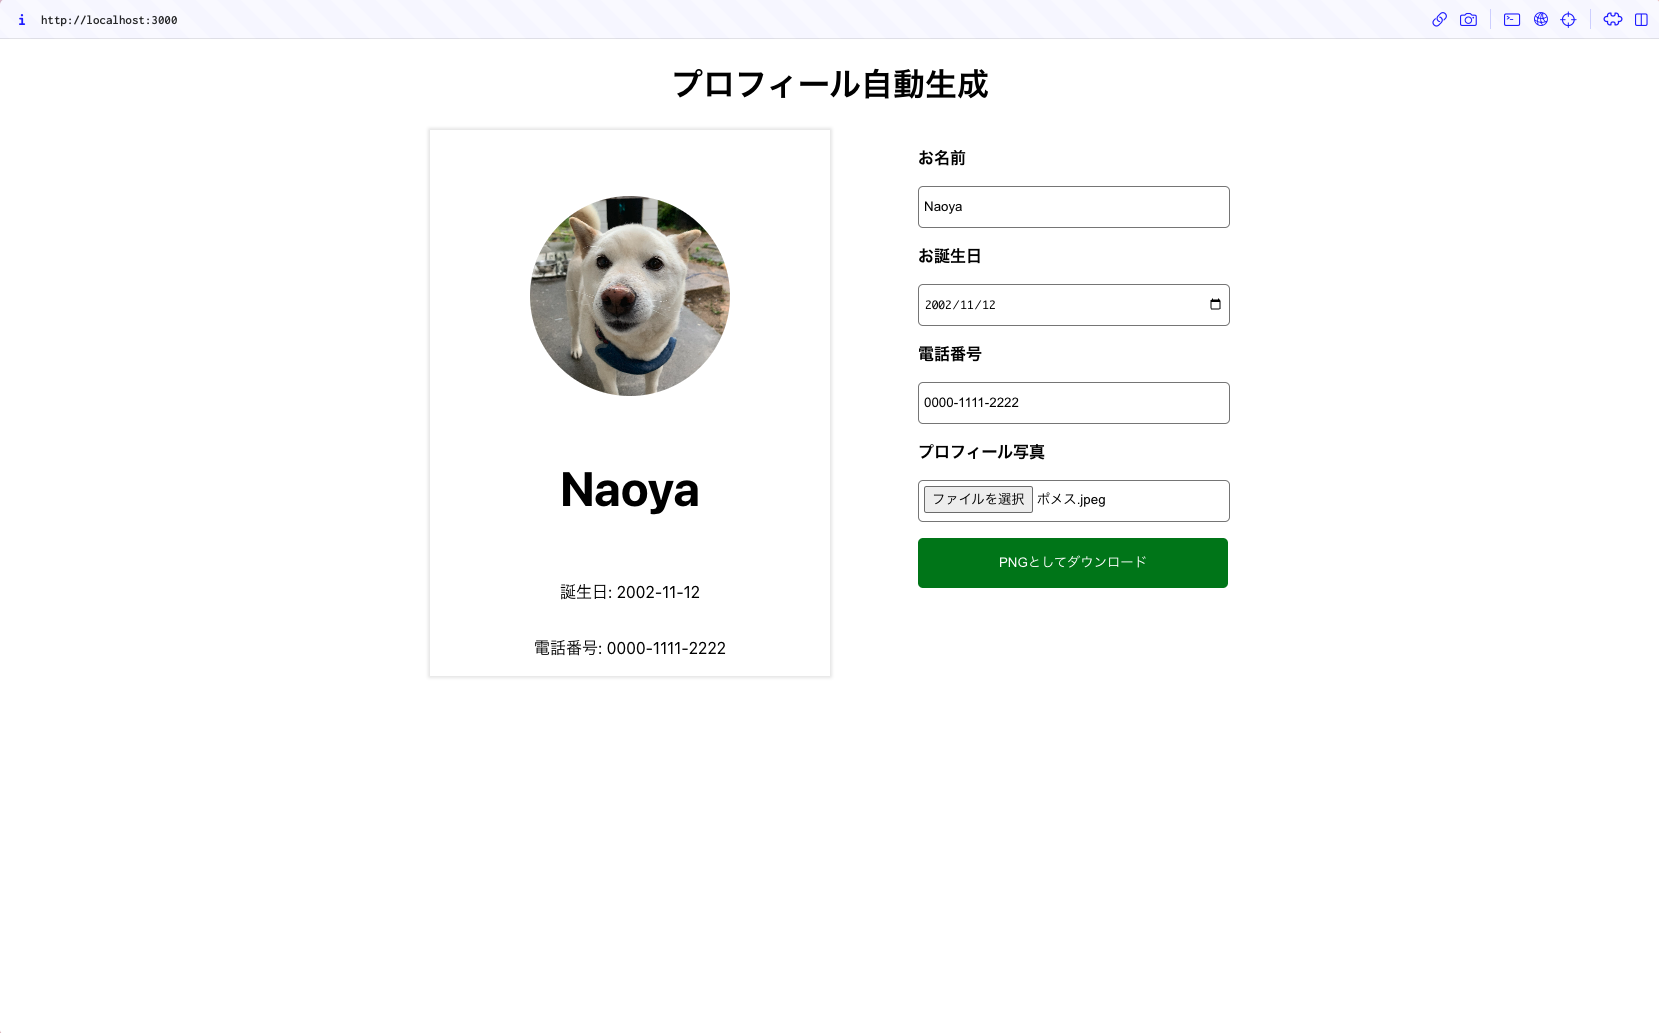 http://localhost:3000
プロフィール自動生成
Naoya
誕生日: 2002-11-12
電話番号: 0000-1111-2222
お名前
Naoya
お誕生日
2002/11/12
電話番号
0000-1111-2222
プロフィール写真
ファイルを選択 ポメス.jpeg
PNGとしてダウンロード